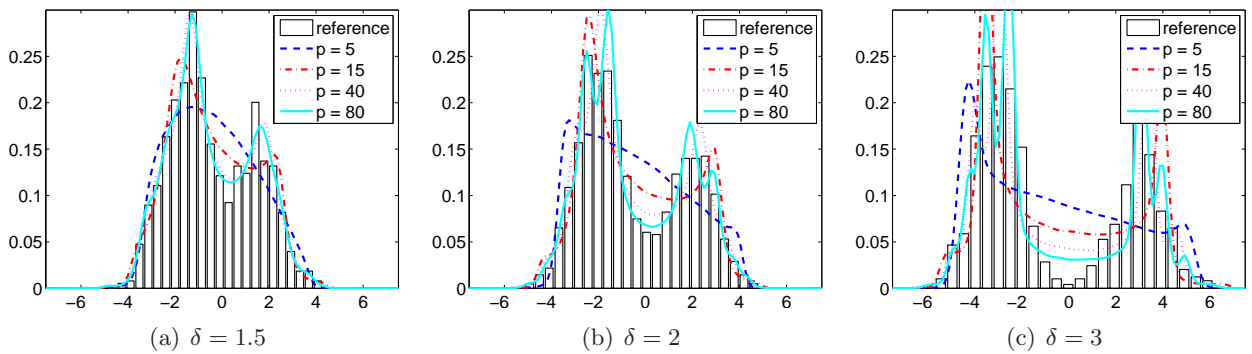 0.25
0.2
0.15
0.1
0.05
0
−6 −4 −2 0 2 4 6
reference
p = 5
p = 15
p = 40
p = 80
(a) δ = 1.5
0.25
0.2
0.15
0.1
0.05
0
−6 −4 −2 0 2 4 6
reference
p = 5
p = 15
p = 40
p = 80
(b) δ = 2
0.25
0.2
0.15
0.1
0.05
0
−6 −4 −2 0 2 4 6
reference
p = 5
p = 15
p = 40
p = 80
(c) δ = 3